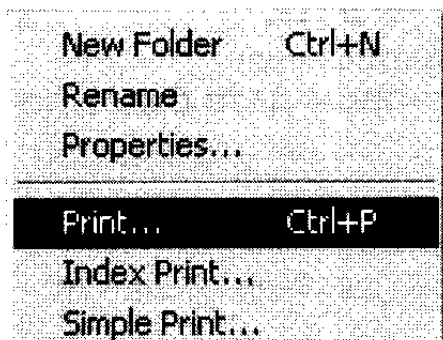 New Folder Ctrl+N
Rename
Properties...
Print... Ctrl+P
Index Print...
Simple Print...